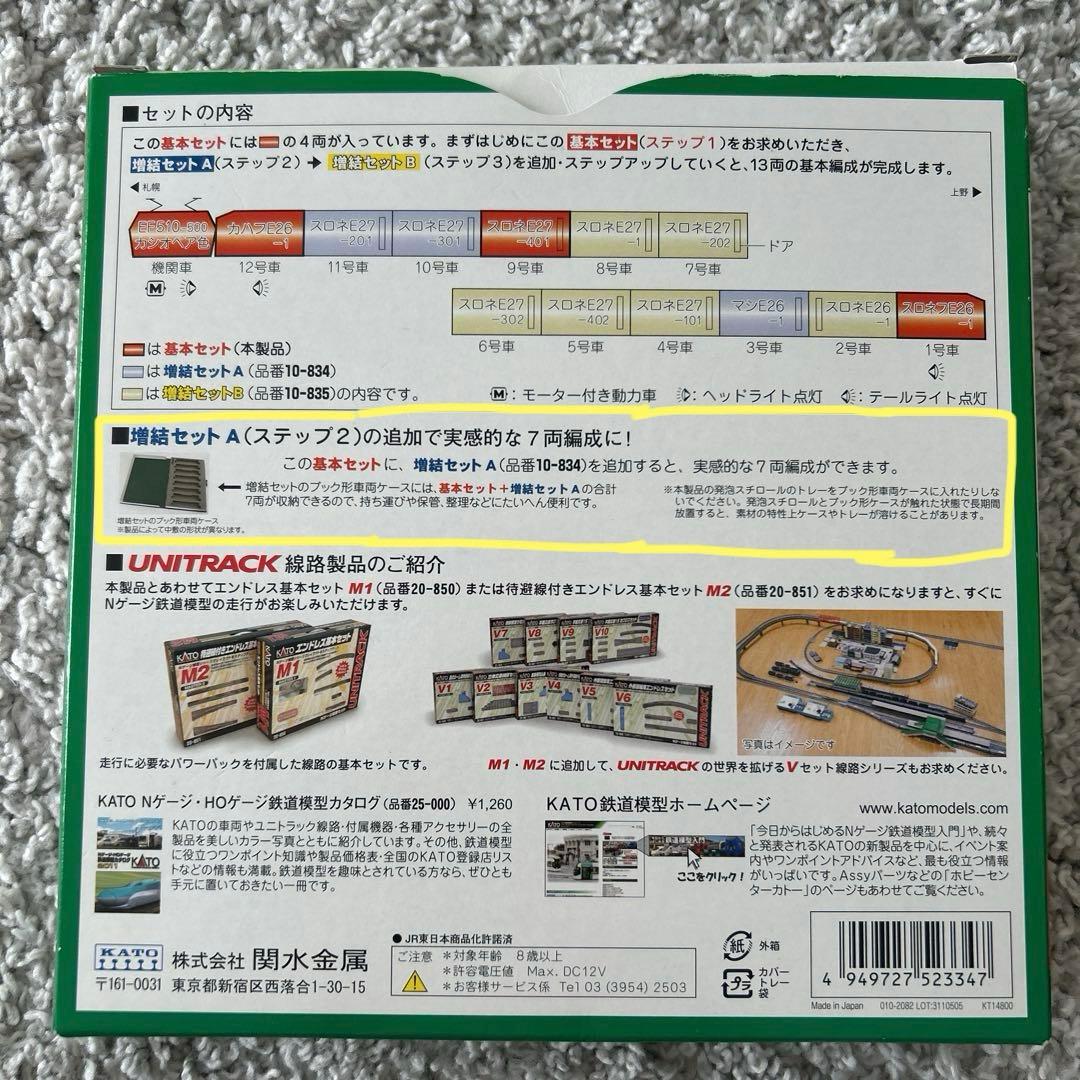 ■セットの内容
この基本セットには の4両が入っています。まずはじめにこの 基本セット(ステップ1)をお求めいただき、
増結セットA(ステップ2) ➡ 増結セットB (ステップ3)を追加・ステップアップしていくと、13両の基本編成が完成します。
◀札幌
上野▶
EF510-500 カシオペア色
カハフE26 -1
スロネE27 -201
スロネE27 -301
スロネE27 -401
スロネE27 -1
スロネE27 -202
ドア
機関車 12号車 11号車 10号車 9号車 8号車 7号車
M
スロネE27 -302
スロネE27 -402
スロネE27 -101
マシE26 -1
スロネE26 -1
スロネフE26 -1
6号車 5号車 4号車 3号車 2号車 1号車
は 基本セット(本製品)
は 増結セットA(品番10-834)
は 増結セットB(品番10-835)の内容です。
M:モーター付き動力車 :ヘッドライト点灯 :テールライト点灯
■増結セットA(ステップ2)の追加で実感的な7両編成に!
この基本セットに、増結セットA(品番10-834)を追加すると、実感的な7両編成ができます。
← 増結セットのブック形車両ケースには、基本セット+増結セットAの合計
7両が収納できるので、持ち運びや保管、整理などにたいへん便利です。
増結セットのブック形車両ケース
※製品によって中敷の形状が異なります。
※本製品の発泡スチロールのトレーをブック形車両ケースに入れたりしな
いでください。発泡スチロールとブック形ケースが触れた状態で長期間
放置すると、素材の特性上ケースやトレーが溶けることがあります。
■UNITRACK 線路製品のご紹介
本製品とあわせてエンドレス基本セット M1(品番20-850)または待避線付きエンドレス基本セット M2(品番20-851)をお求めになりますと、すぐに
Nゲージ鉄道模型の走行がお楽しみいただけます。
KATO 待避線付きエンドレス基本セット
M2
KATO エンドレス基本セット
M1
UNITRACK
V7 V8 V9 V10
V1 V2 V3 V4 V5 V6
UNITRACK
写真はイメージです
走行に必要なパワーパックを付属した線路の基本セットです。
M1・M2 に追加して、UNITRACK の世界を拡げる V セット線路シリーズもお求めください。
KATO Nゲージ・HOゲージ鉄道模型カタログ(品番25-000) ¥1,260
KATO
KATOの車両やユニトラック線路・付属機器・各種アクセサリーの全
製品を美しいカラー写真とともに紹介しています。その他、鉄道模型
に役立つワンポイント知識や製品価格表・全国のKATO登録店リス
トなどの情報も満載。鉄道模型を趣味とされている方なら、ぜひとも
手元に置いておきたい一冊です。
KATO鉄道模型ホームページ
www.katomodels.com
鉄道模型入門
ここをクリック!
「今日からはじめるNゲージ鉄道模型入門」や、続々
と発表されるKATOの新製品を中心に、イベント案
内やワンポイントアドバイスなど、最も役立つ情報
がいっぱいです。Assyパーツなどの「ホビーセン
ターカトー」のページもあわせてご覧ください。
KATO 株式会社 関水金属
〒161-0031 東京都新宿区西落合1-30-15
●JR東日本商品化許諾済
ご注意
*対象年齢 8歳以上
*許容電圧値 Max. DC12V
*お客様サービス係 Tel 03 (3954) 2503
紙 外箱
プラ カバー
トレー
袋
4 949727 523347
Made in Japan 010-2082 LOT:3110505 KT14800